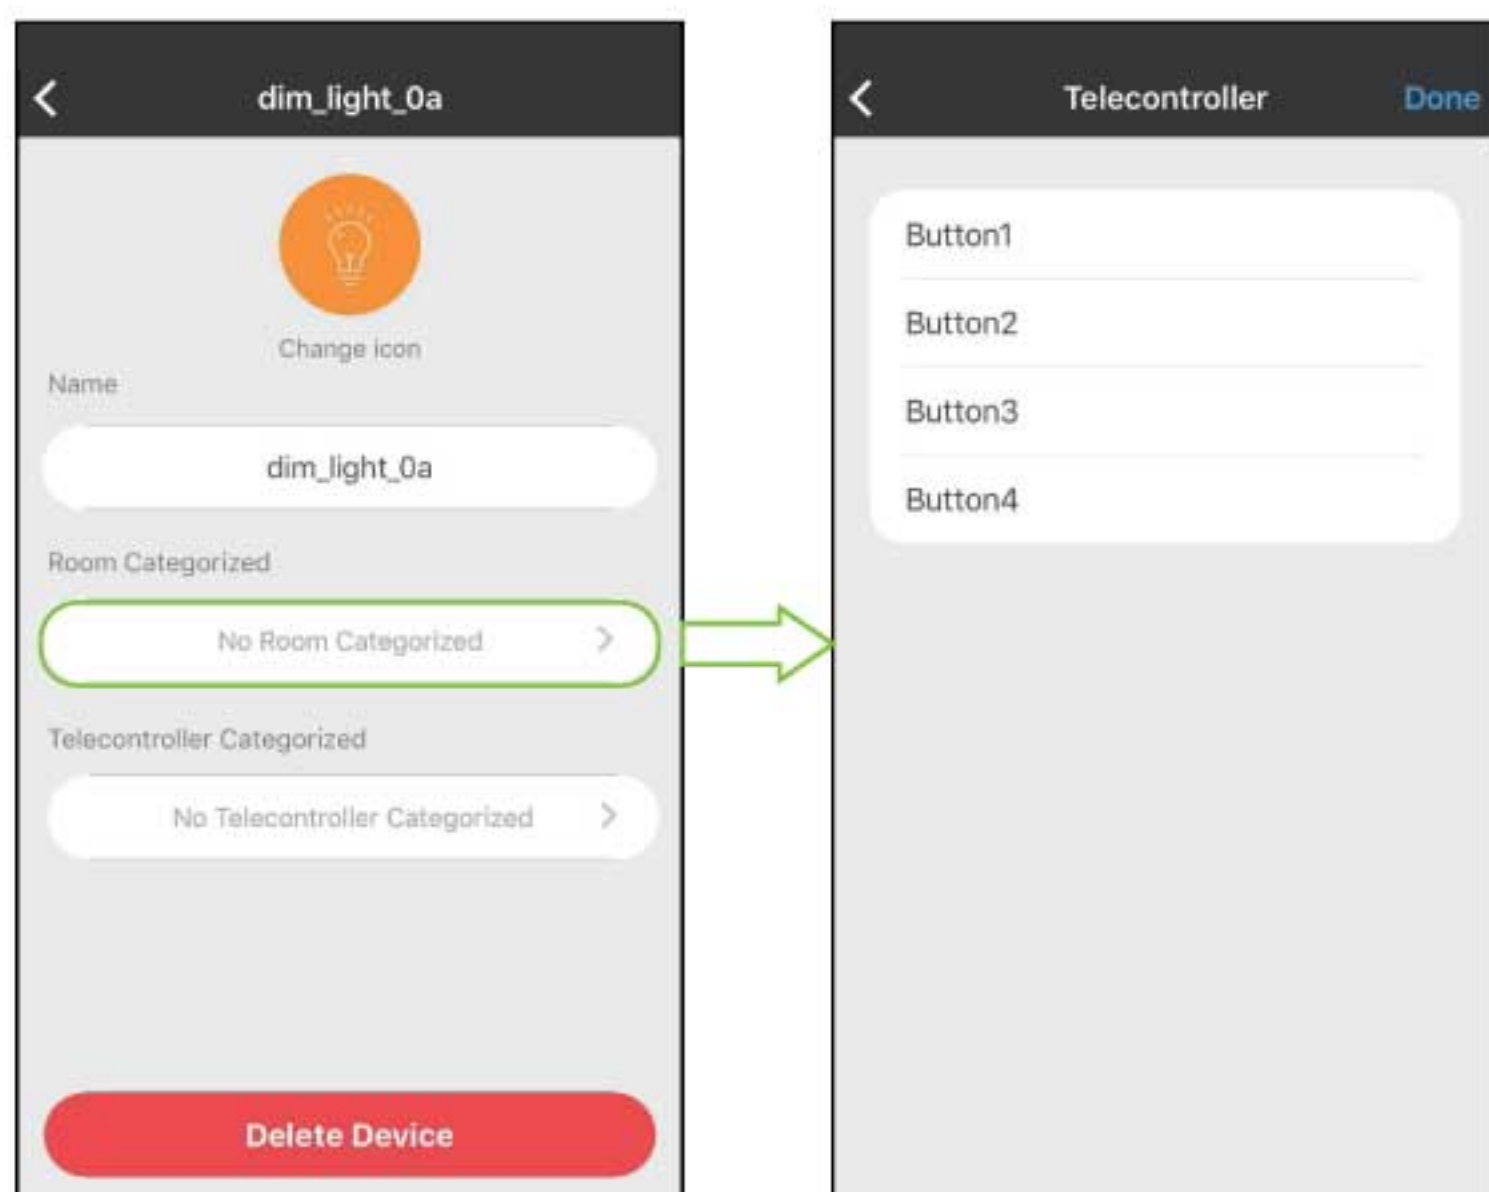 dim_light_0a
Change icon
Name
dim_light_0a
Room Categorized
No Room Categorized
Telecontroller Categorized
No Telecontroller Categorized
Delete Device
Telecontroller
Done
Button1
Button2
Button3
Button4